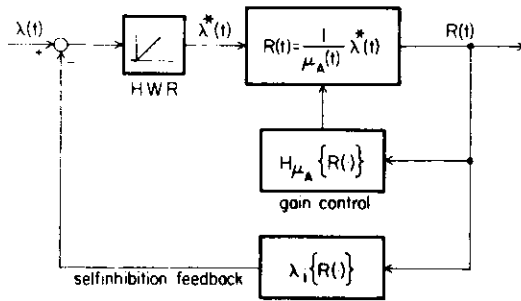 λ(t)
+
-
HWR
λ*(t)
R(t) = 1/μA(t) λ*(t)
R(t)
HμA {R(·)}
gain control
λi {R(·)}
selfinhibition feedback